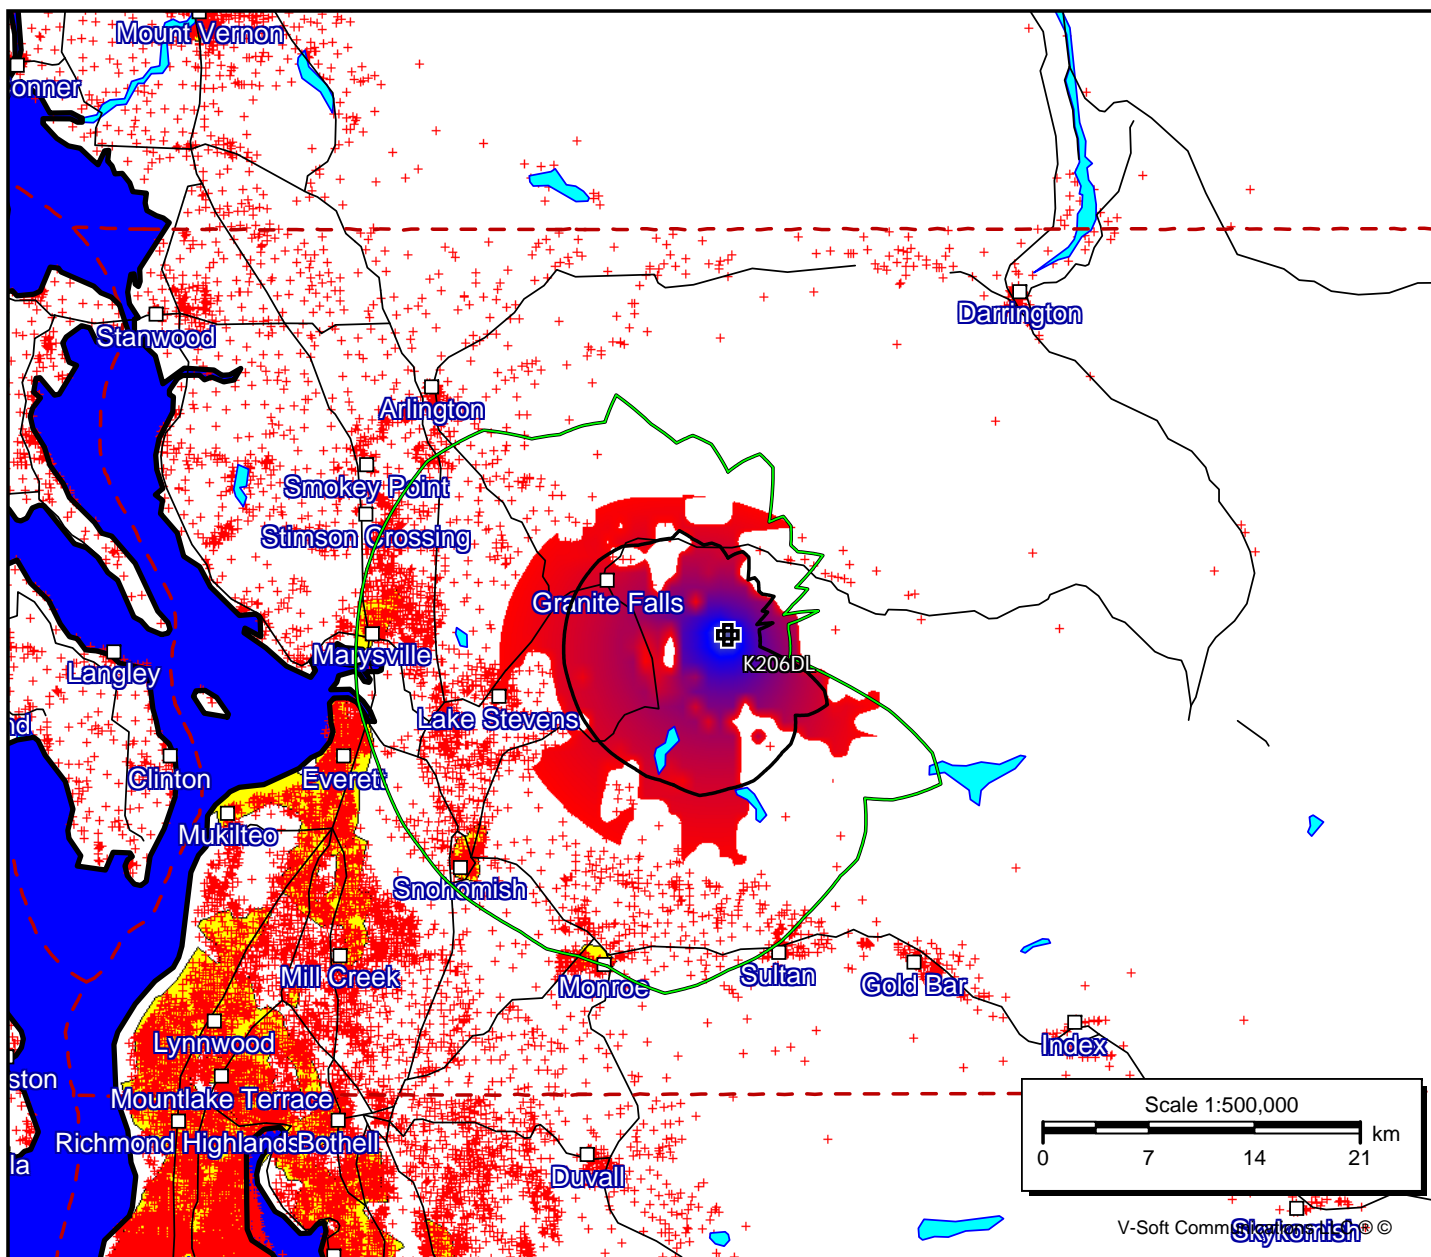 Mount Vernon
onner
Stanwood
Darrington
Arlington
Smokey Point
Stimson Crossing
Granite Falls
Marysville
K206DL
Langley
Lake Stevens
nd
Clinton
Everett
Mukilteo
Snohomish
Mill Creek
Monroe
Sultan
Gold Bar
Lynnwood
Index
ston
Mountlake Terrace
Scale 1:500,000
km
0 7 14 21
Richmond Highlands
Bothell
la
Duvall
V-Soft Communications LLC ® ©
Skykomish